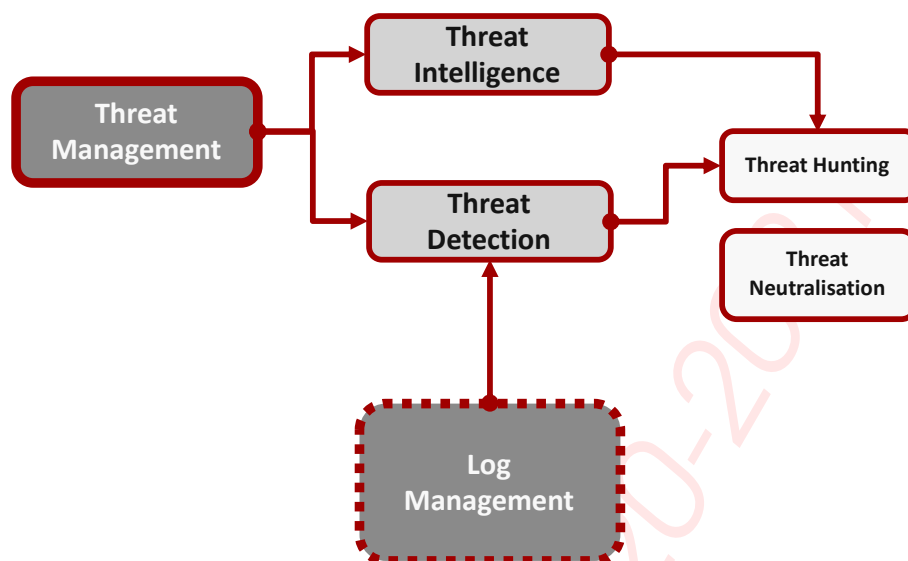 Threat
Intelligence
Threat
Management
Threat Hunting
Threat
Detection
Threat
Neutralisation
Log
Management